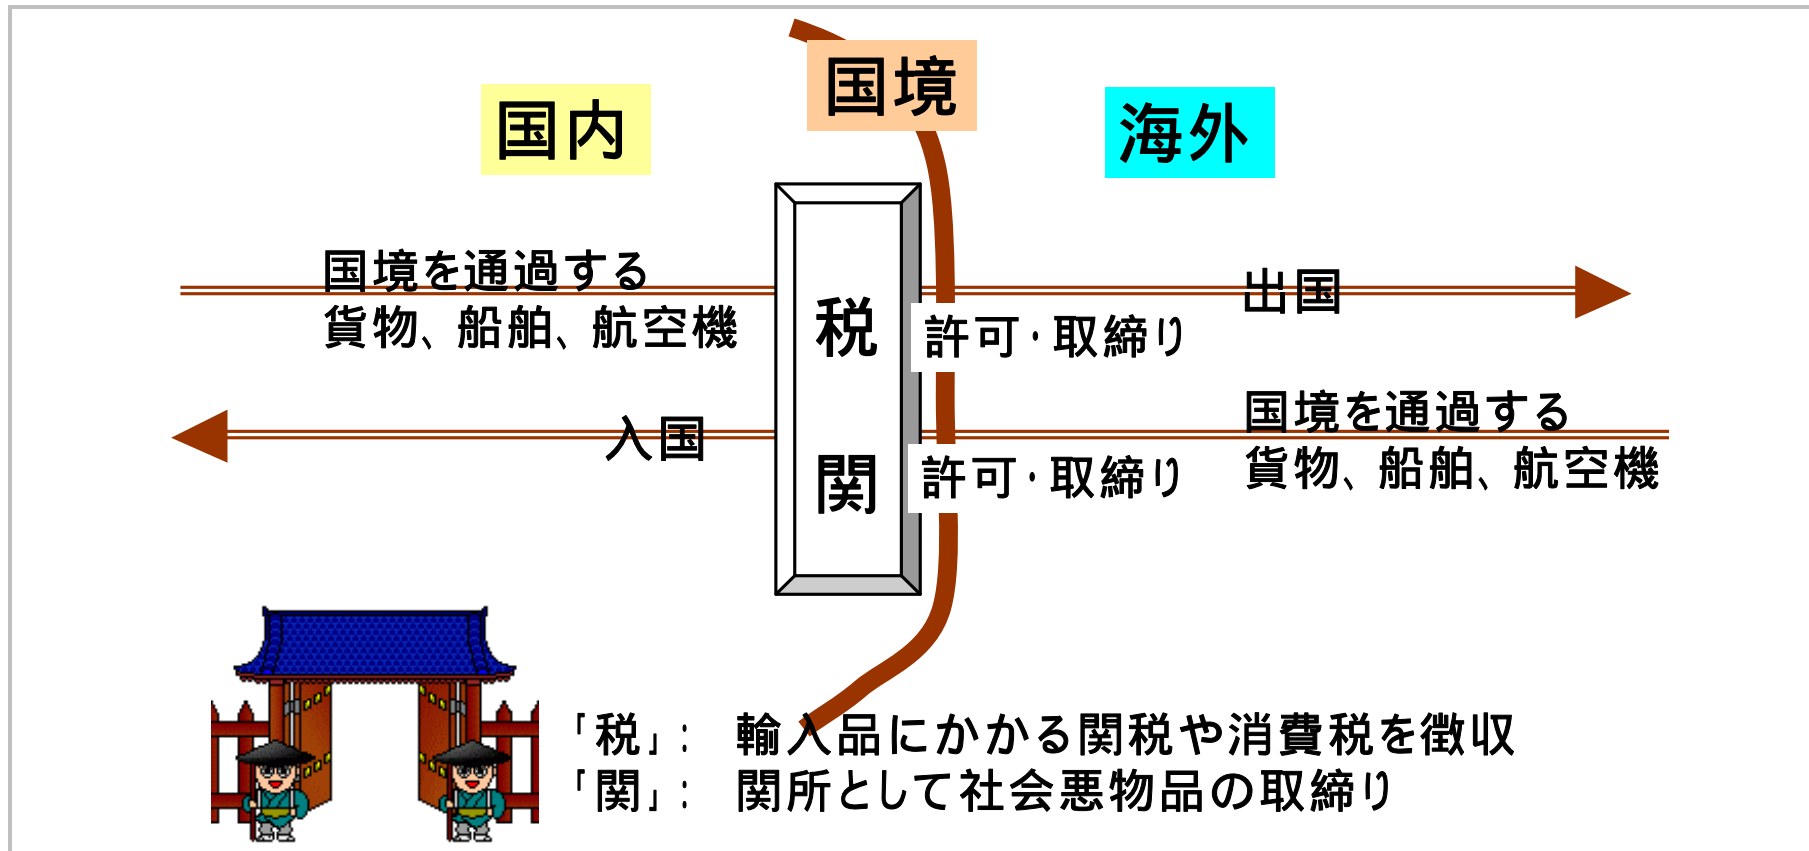 国境
国内
海外
国境を通過する
貨物、船舶、航空機
出国
税関
許可・取締り
入国
国境を通過する
貨物、船舶、航空機
許可・取締り
「税」： 輸入品にかかる関税や消費税を徴収
「関」： 関所として社会悪物品の取締り